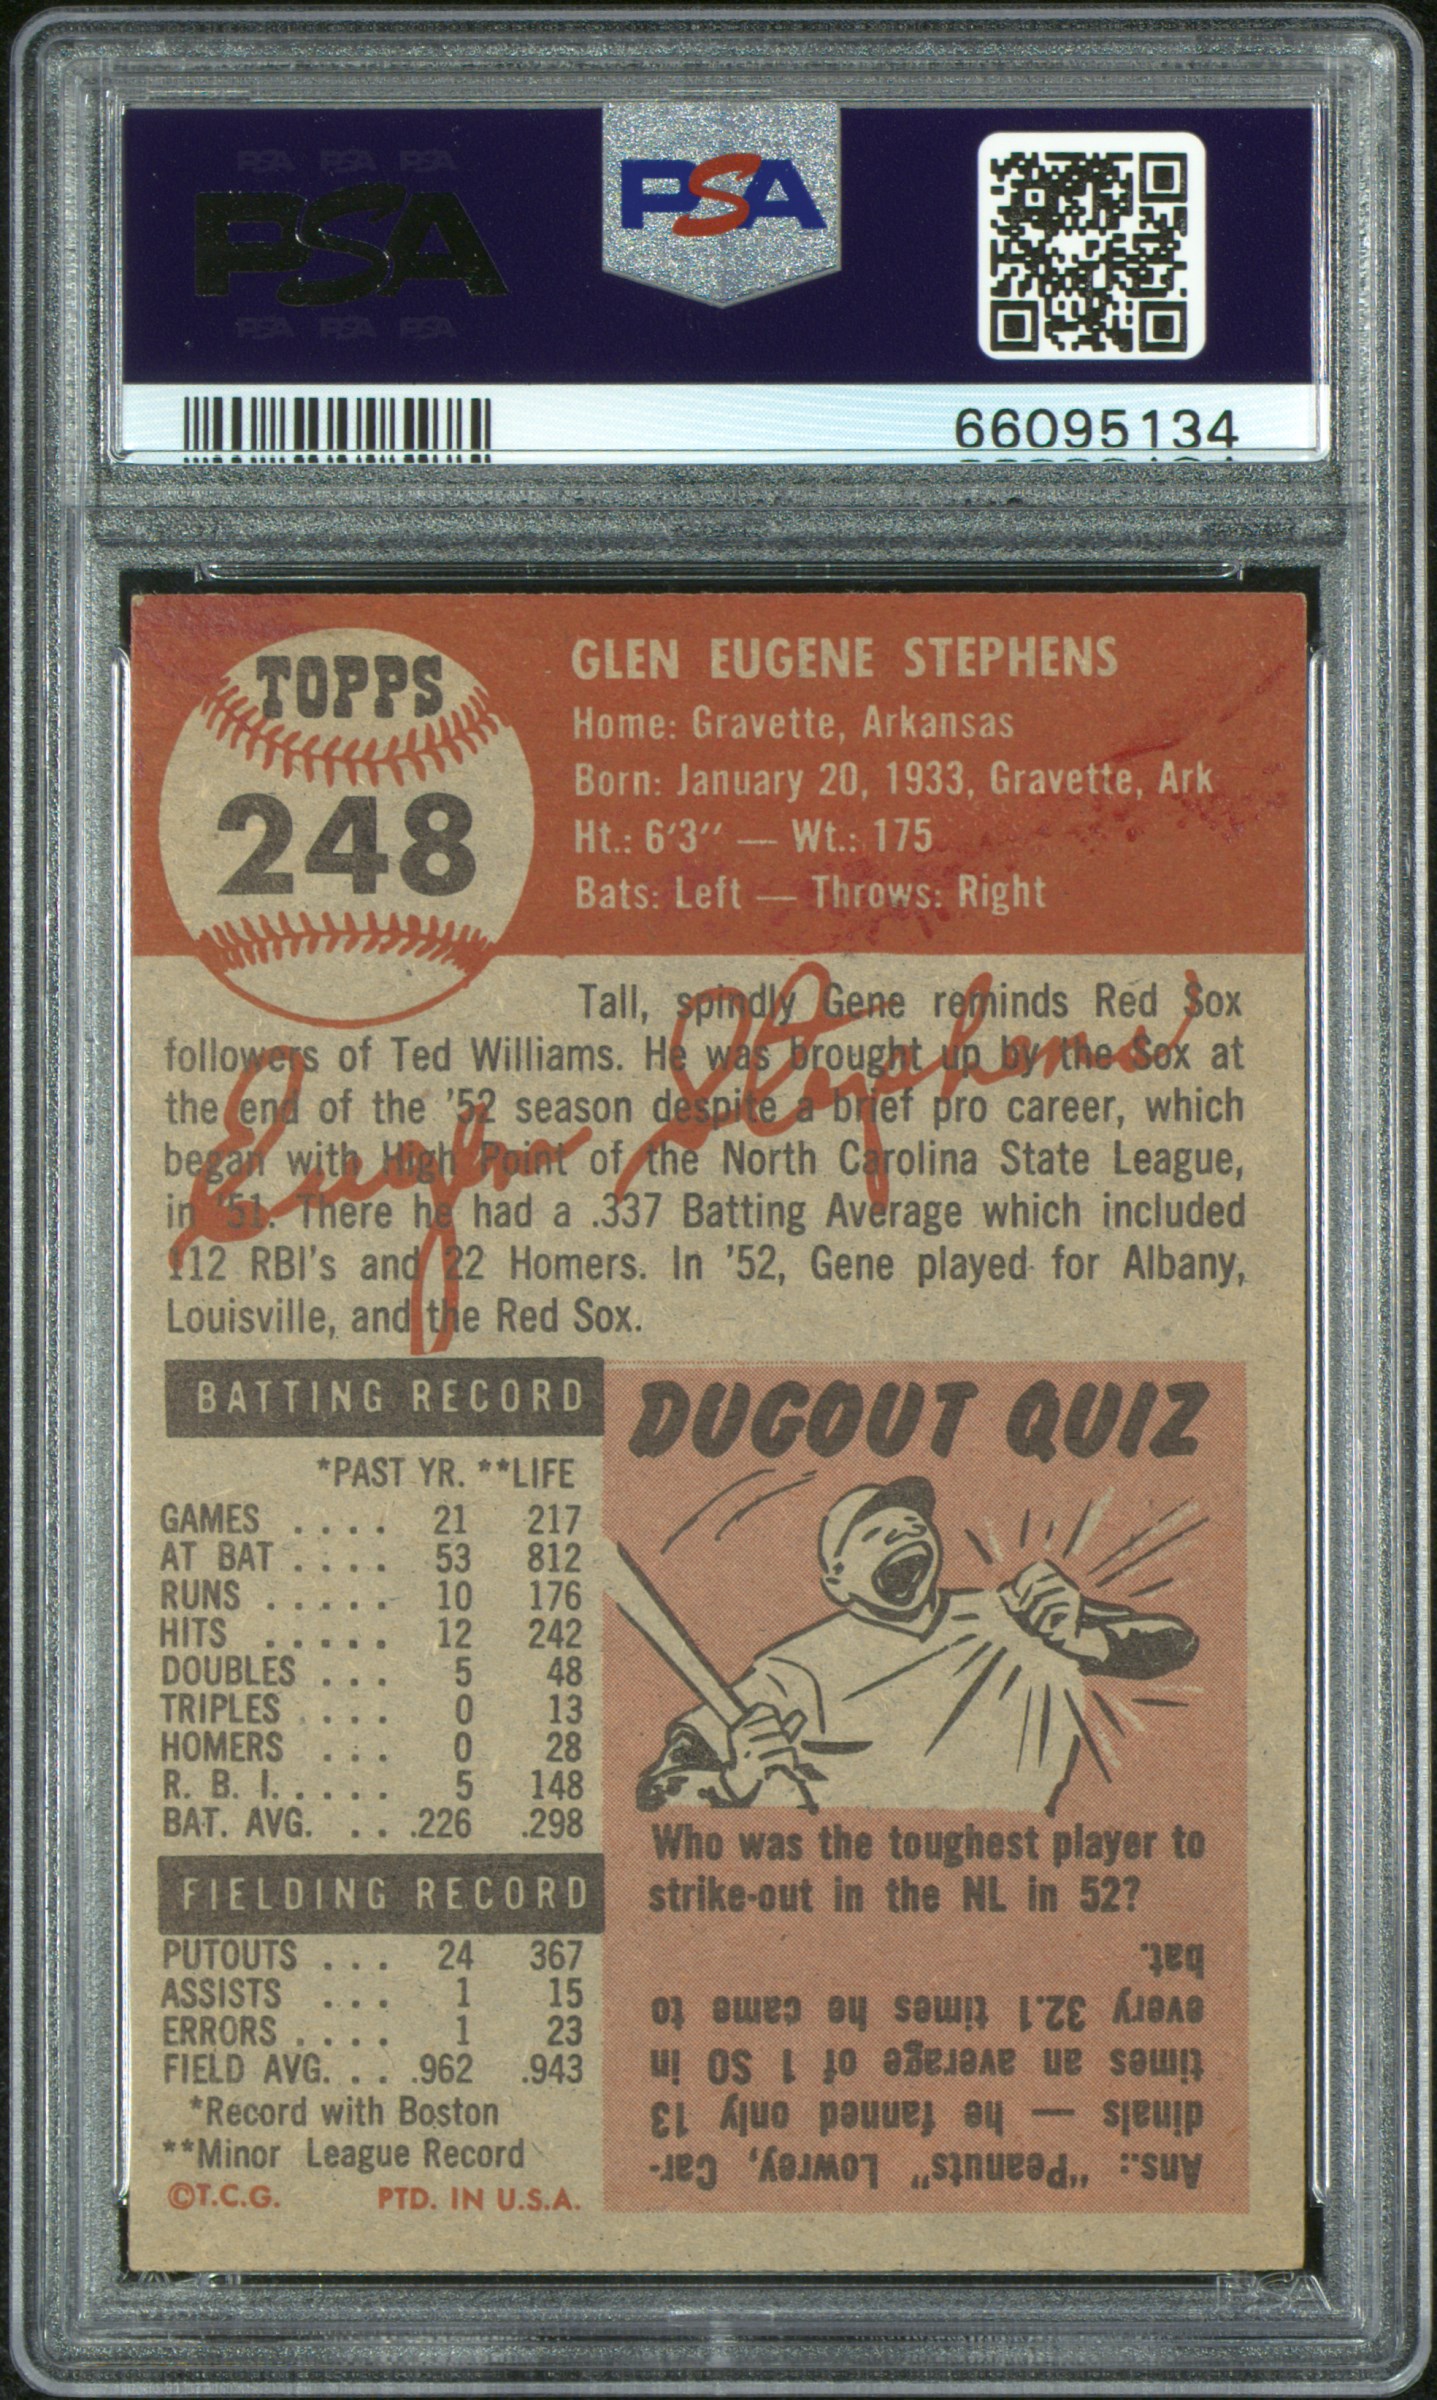 PSA PSA PSA
PSA
PSA PSA PSA
PSA
66095134
TOPPS
248
GLEN EUGENE STEPHENS
Home: Gravette, Arkansas
Born: January 20, 1933, Gravette, Ark
Ht.: 6'3" — Wt.: 175
Bats: Left — Throws: Right
Tall, spindly Gene reminds Red Sox
followers of Ted Williams. He was brought up by the Sox at
the end of the '52 season despite a brief pro career, which
began with High Point of the North Carolina State League,
in '51. There he had a .337 Batting Average which included
112 RBI's and 22 Homers. In '52, Gene played for Albany,
Louisville, and the Red Sox.
Eugene Stephens
BATTING RECORD
*PAST YR. **LIFE
GAMES .... 21 217
AT BAT .... 53 812
RUNS ..... 10 176
HITS ..... 12 242
DOUBLES ... 5 48
TRIPLES .... 0 13
HOMERS ... 0 28
R. B. I. .... 5 148
BAT. AVG. .. .226 .298
FIELDING RECORD
PUTOUTS ... 24 367
ASSISTS ... 1 15
ERRORS .... 1 23
FIELD AVG. .. .962 .943
*Record with Boston
**Minor League Record
©T.C.G. PTD. IN U.S.A.
DUGOUT QUIZ
Who was the toughest player to
strike-out in the NL in 52?
Ans.: "Peanuts" Lowrey, Car-
dinals — he fanned only 13
times an average of 1 SO in
every 32.1 times he came to
bat.
PSA